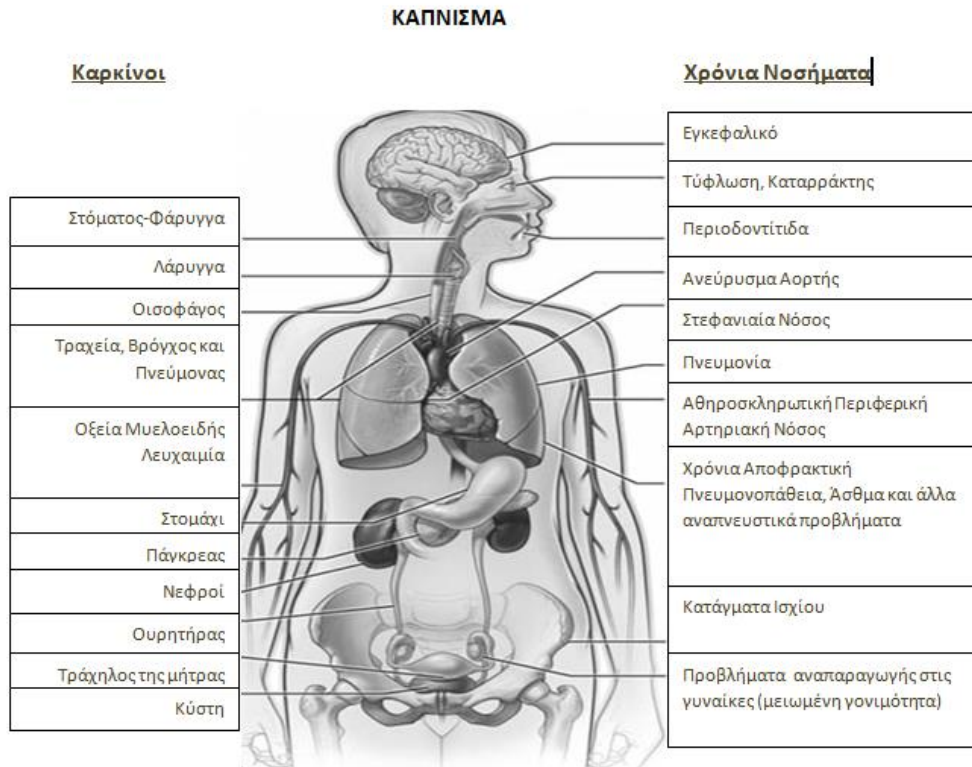 ΚΑΠΝΙΣΜΑ
Καρκίνοι
Στόματος-Φάρυγγα
Λάρυγγα
Οισοφάγος
Τραχεία, Βρόγχος και
Πνεύμονας
Οξεία Μυελοειδής
Λευχαιμία
Στομάχι
Πάγκρεας
Νεφροί
Ουρητήρας
Τράχηλος της μήτρας
Κύστη
Χρόνια Νοσήματα
Εγκεφαλικό
Τύφλωση, Καταρράκτης
Περιοδοντίτιδα
Ανεύρυσμα Αορτής
Στεφανιαία Νόσος
Πνευμονία
Αθηροσκληρωτική Περιφερική
Αρτηριακή Νόσος
Χρόνια Αποφρακτική
Πνευμονοπάθεια, Άσθμα και άλλα
αναπνευστικά προβλήματα
Κατάγματα Ισχίου
Προβλήματα αναπαραγωγής στις
γυναίκες (μειωμένη γονιμότητα)